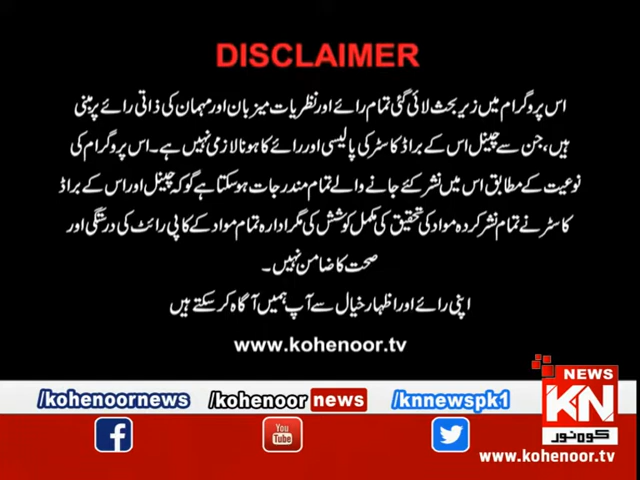 DISCLAIMER
اس پروگرام میں زیر بحث لائی گئی تمام رائے اور نظریات میزبان اور مہمان کی ذاتی رائے پر مبنی
ہیں، جن سے چینل اس کے براڈ کاسٹر کی پالیسی اور رائے کا ہونا لازمی نہیں ہے۔ اس پروگرام کی
نوعیت کے مطابق اس میں نشر کئے جانے والے تمام مندرجات ہوسکتا ہے گو کہ چینل اور اس کے براڈ
کاسٹر نے تمام نشر کردہ مواد کی تحقیق کی مکمل کوشش کی مگر ادارہ تمام مواد کے کاپی رائٹ کی درستگی اور
صحت کا ضامن نہیں۔
اپنی رائے اور اظہار خیال سے آپ ہمیں آگاہ کرسکتے ہیں
www.kohenoor.tv
/kohenoornews /kohenoor news /knnewspk1
You Tube
NEWS
KN
کوہ نور
www.kohenoor.tv